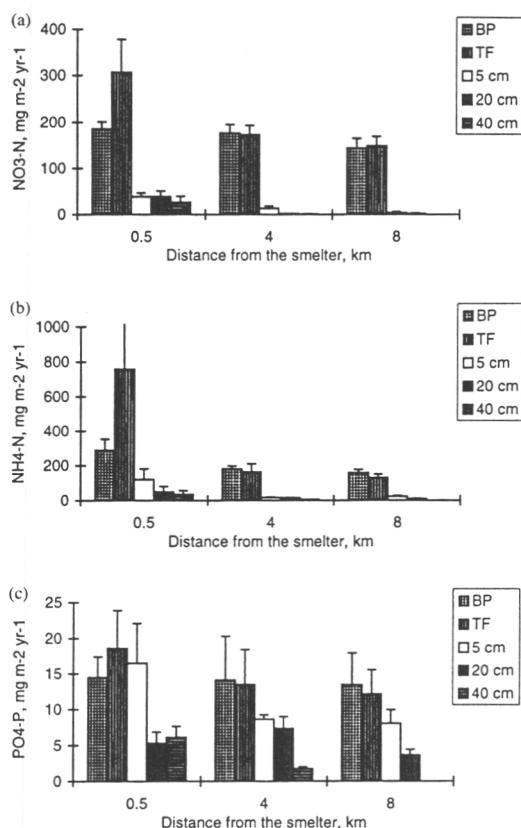 (a)
NO3-N, mg m-2 yr-1
400
300
200
100
0
0.5
4
8
Distance from the smelter, km
BP
TF
5 cm
20 cm
40 cm
(b)
NH4-N, mg m-2 yr-1
1000
800
600
400
200
0
0.5
4
8
Distance from the smelter, km
BP
TF
5 cm
20 cm
40 cm
(c)
PO4-P, mg m-2 yr-1
25
20
15
10
5
0
0.5
4
8
Distance from the smelter, km
BP
TF
5 cm
20 cm
40 cm